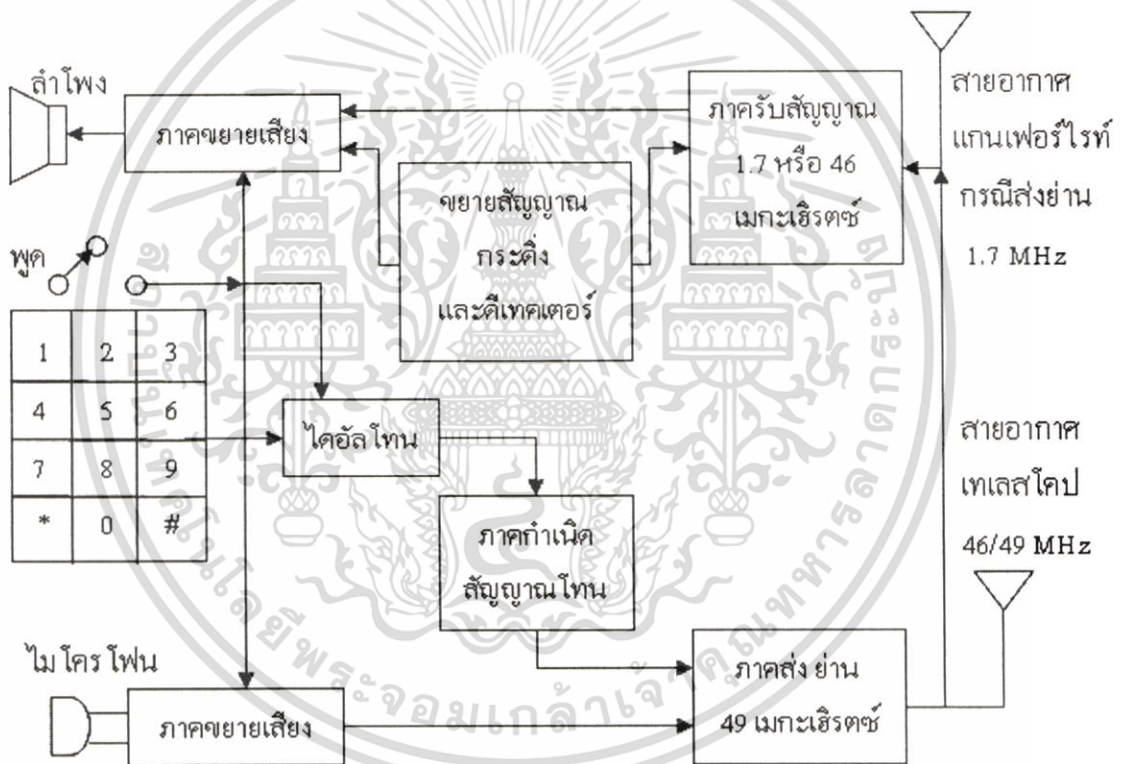 ลำโพง
ภาคขยายเสียง
ภาครับสัญญาณ
1.7 หรือ 46
เมกะเฮิรตซ์
สายอากาศ
แกนเฟอร์ไรท์
กรณีส่งย่าน
1.7 MHz
ขยายสัญญาณ
กระดิ่ง
และดีเทคเตอร์
พูด
1 2 3
4 5 6
7 8 9
* 0 #
ไดอัลโทน
ภาคกำเนิด
สัญญาณโทน
สายอากาศ
เทเลสโคป
46/49 MHz
ไมโครโฟน
ภาคขยายเสียง
ภาคส่ง ย่าน
49 เมกะเฮิรตซ์